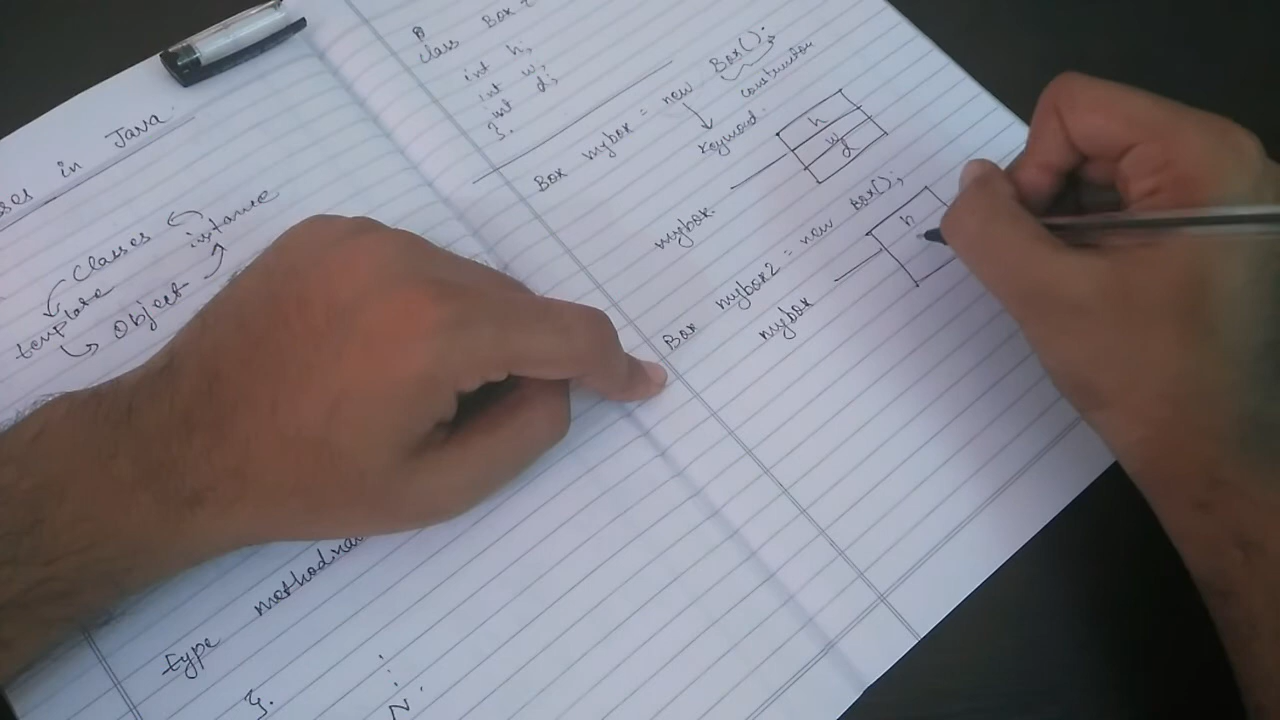 in Java
Classes
template
Object
instance
type
}.
N.
class Box {
int h;
int w;
int d;
}.
Box mybox = new Box();
keyword.
constructor
mybox
h
w
d
Box mybox2 = new Box();
mybox
h